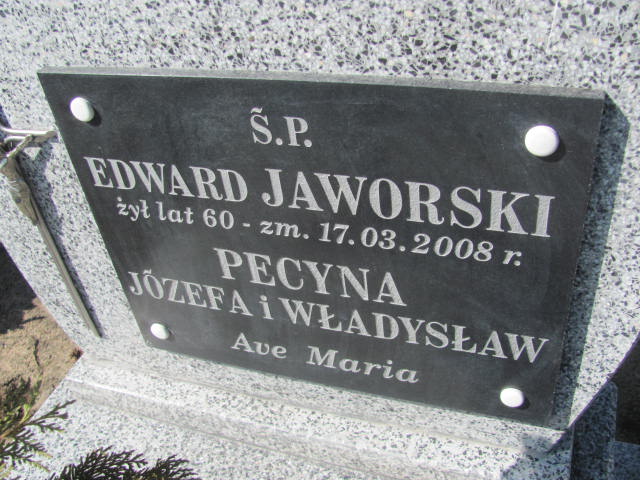 Ś.P.
EDWARD JAWORSKI
żył lat 60 - zm. 17.03.2008 r.
PECYNA
JÓZEFA i WŁADYSŁAW
Ave Maria